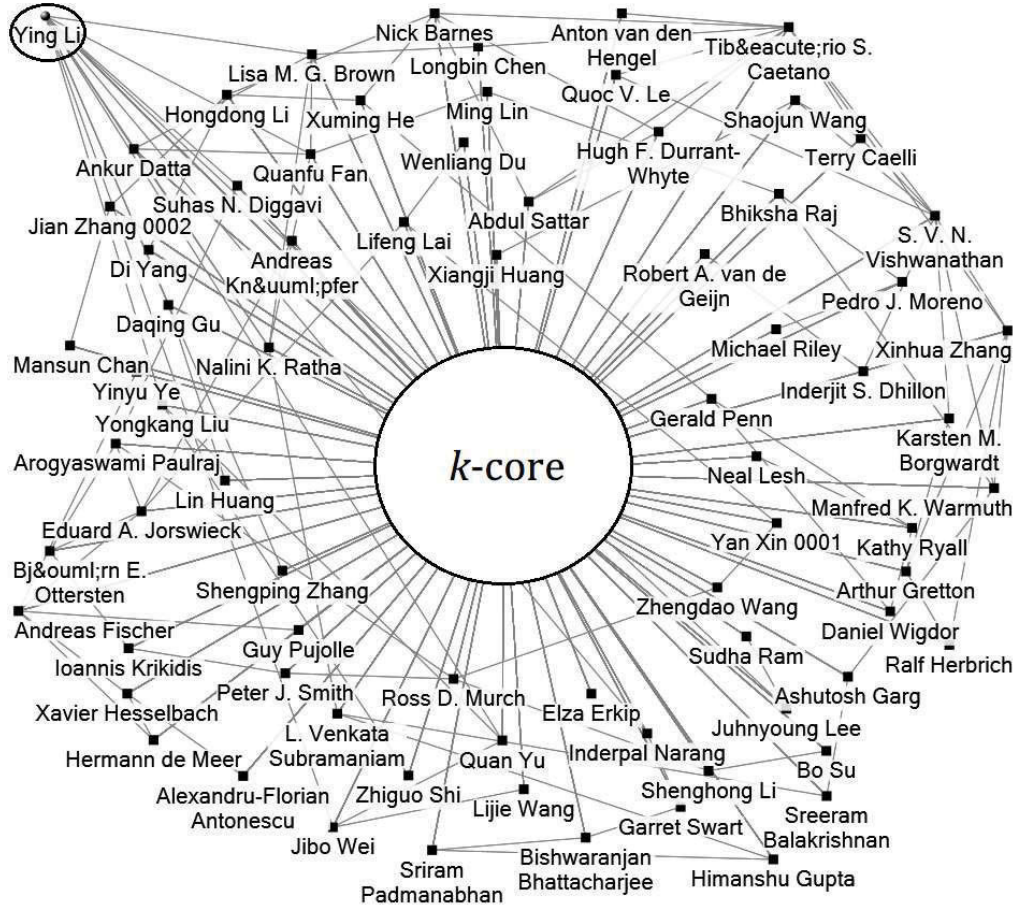 Ying Li
Nick Barnes
Anton van den
Hengel
Tib&eacute;rio S.
Caetano
Lisa M. G. Brown
Longbin Chen
Quoc V. Le
Hongdong Li
Xuming He
Ming Lin
Shaojun Wang
Ankur Datta
Quanfu Fan
Wenliang Du
Hugh F. Durrant-
Whyte
Terry Caelli
Suhas N. Diggavi
Jian Zhang 0002
Lifeng Lai
Abdul Sattar
Bhiksha Raj
S. V. N.
Vishwanathan
Di Yang
Andreas
Kn&uuml;pfer
Xiangji Huang
Robert A. van de
Geijn
Pedro J. Moreno
Daqing Gu
Michael Riley
Xinhua Zhang
Mansun Chan
Nalini K. Ratha
Inderjit S. Dhillon
Yinyu Ye
Gerald Penn
Yongkang Liu
Karsten M.
Borgwardt
Arogyaswami Paulraj
k-core
Neal Lesh
Lin Huang
Manfred K. Warmuth
Eduard A. Jorswieck
Yan Xin 0001
Kathy Ryall
Bj&ouml;rn E.
Ottersten
Shengping Zhang
Arthur Gretton
Zhengdao Wang
Andreas Fischer
Daniel Wigdor
Guy Pujolle
Sudha Ram
Ralf Herbrich
Ioannis Krikidis
Peter J. Smith
Ross D. Murch
Ashutosh Garg
Xavier Hesselbach
Elza Erkip
Juhnyoung Lee
L. Venkata
Subramaniam
Hermann de Meer
Quan Yu
Inderpal Narang
Bo Su
Alexandru-Florian
Antonescu
Zhiguo Shi
Lijie Wang
Shenghong Li
Sreeram
Balakrishnan
Jibo Wei
Garret Swart
Sriram
Padmanabhan
Bishwaranjan
Bhattacharjee
Himanshu Gupta